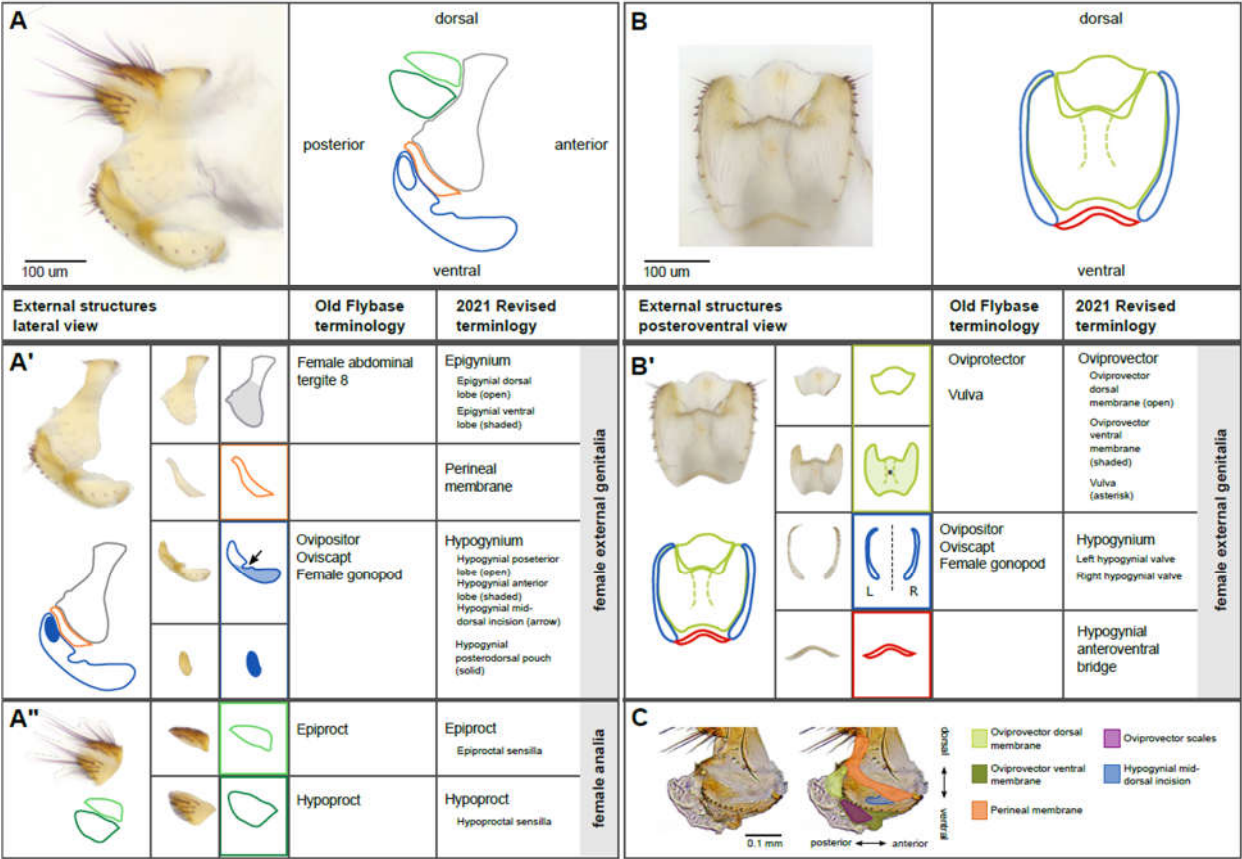 A
dorsal
posterior
anterior
100 um
ventral
B
dorsal
100 um
ventral
External structures
lateral view
Old Flybase
terminology
2021 Revised
terminlogy
External structures
posteroventral view
Old Flybase
terminology
2021 Revised
terminology
A'
Female abdominal
tergite 8
Epigynium
Epigynial dorsal
lobe (open)
Epigynial ventral
lobe (shaded)
Perineal
membrane
Ovipositor
Oviscapt
Female gonopod
Hypogynium
Hypogynial poseterior
lobe (open)
Hypogynial anterior
lobe (shaded)
Hypogynial mid-
dorsal incision (arrow)
Hypogynial
posterodorsal pouch
(solid)
female external genitalia
A"
Epiproct
Epiproct
Epiproctal sensilla
Hypoproct
Hypoproct
Hypoproctal sensilla
female analia
B'
Oviprotector
Vulva
Oviprovector
Oviprovector
dorsal
membrane (open)
Oviprovector
ventral
membrane
(shaded)
Vulva
(asterisk)
L
R
Ovipositor
Oviscapt
Female gonopod
Hypogynium
Left hypogynial valve
Right hypogynial valve
Hypogynial
anteroventral
bridge
female external genitalia
C
0.1 mm
posterior
anterior
dorsal
ventral
Oviprovector dorsal
membrane
Oviprovector ventral
membrane
Perineal membrane
Oviprovector scales
Hypogynial mid-
dorsal incision